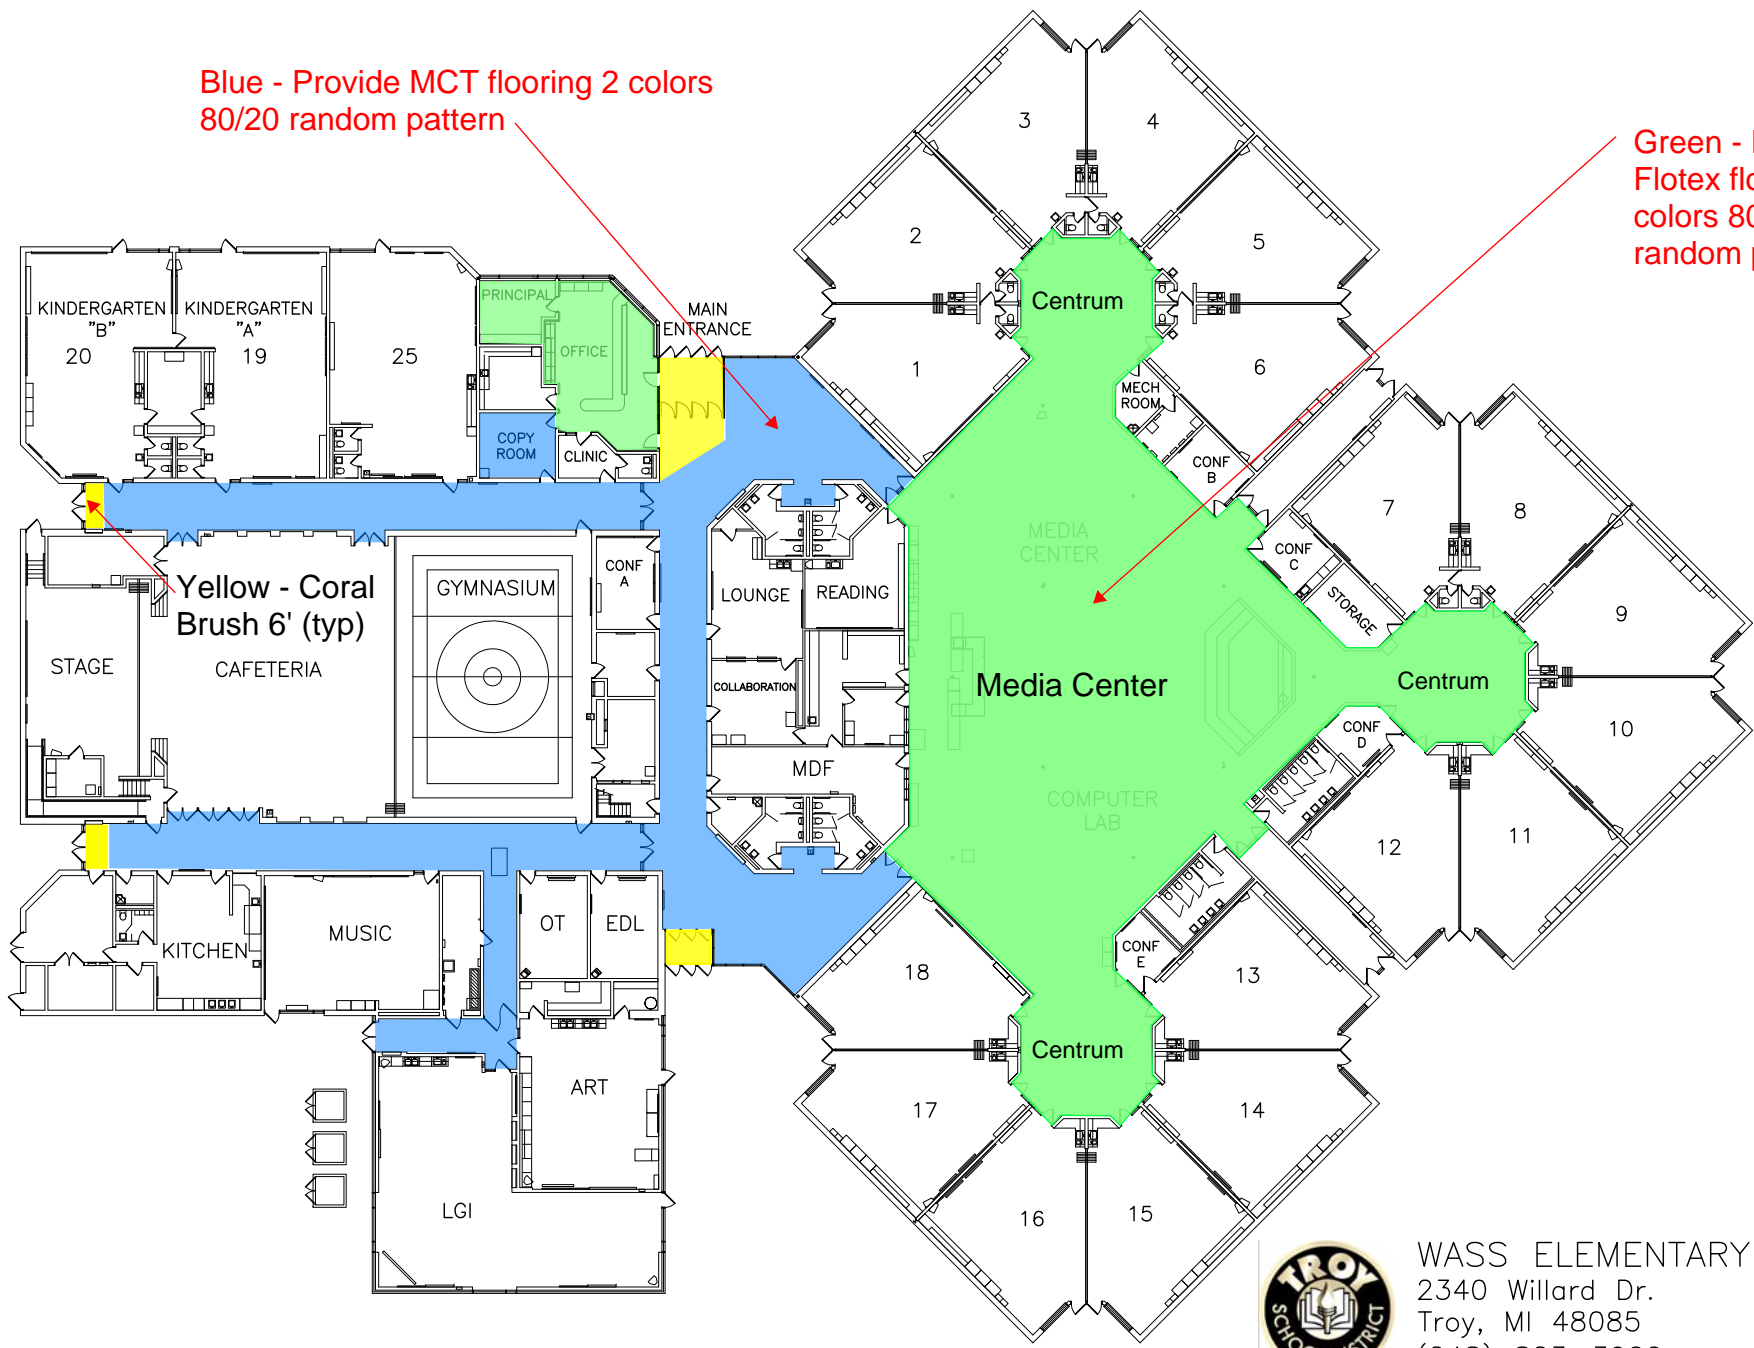 Blue - Provide MCT flooring 2 colors
80/20 random pattern
Green -
Flotex
colors
random
3
4
2
5
Centrum
1
6
MECH
ROOM
CONF
B
KINDERGARTEN
"B"
20
KINDERGARTEN
"A"
19
25
PRINCIPAL
OFFICE
MAIN
ENTRANCE
COPY
ROOM
CLINIC
7
8
CONF
C
STORAGE
9
Centrum
10
CONF
D
12
11
MEDIA
CENTER
Media Center
COMPUTER
LAB
Yellow - Coral
Brush 6' (typ)
STAGE
CAFETERIA
GYMNASIUM
CONF
A
LOUNGE
READING
COLLABORATION
MDF
KITCHEN
MUSIC
OT
EDL
ART
LGI
18
CONF
E
13
Centrum
17
14
16
15
TROY
SCHOOL DISTRICT
WASS ELEMENTARY
2340 Willard Dr.
Troy, MI 48085